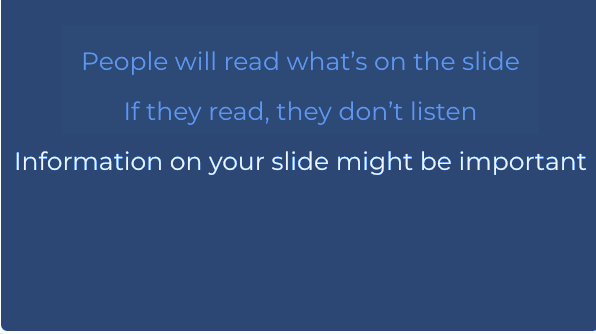 People will read what’s on the slide
If they read, they don’t listen
Information on your slide might be important